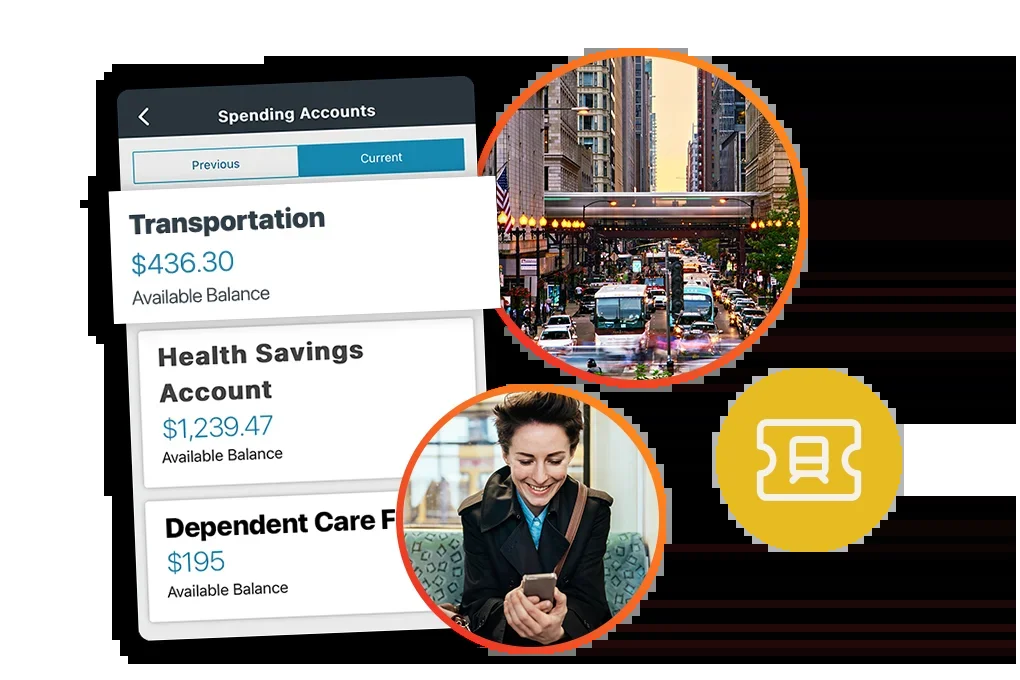 Spending Accounts
Previous
Current
Transportation
$436.30
Available Balance
Health Savings
Account
$1,239.47
Available Balance
Dependent Care F
$195
Available Balance